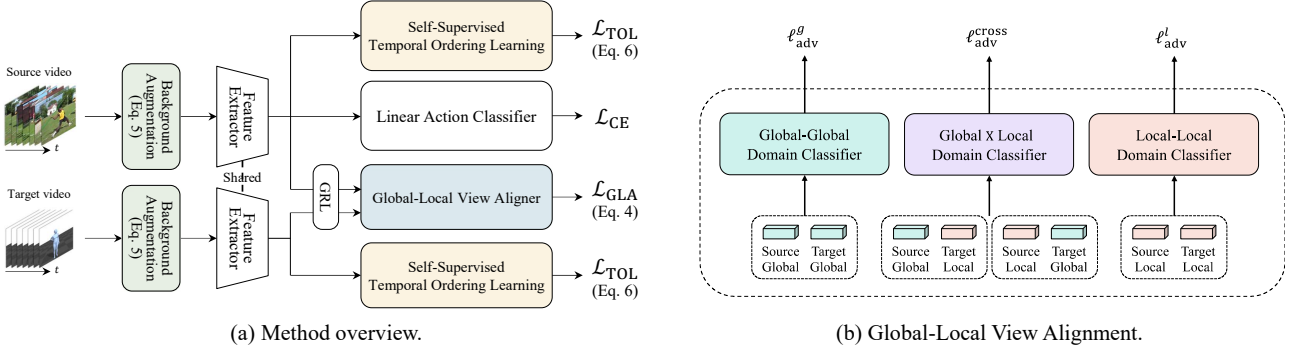 Source video
t
Background
Augmentation
(Eq. 5)
Feature
Extractor
Self-Supervised
Temporal Ordering Learning
ℒTOL
(Eq. 6)
Linear Action Classifier
ℒCE
Shared
Target video
t
Background
Augmentation
(Eq. 5)
Feature
Extractor
GRL
Global-Local View Aligner
ℒGLA
(Eq. 4)
Self-Supervised
Temporal Ordering Learning
ℒTOL
(Eq. 6)
(a) Method overview.
ℓ^g_adv
ℓ^cross_adv
ℓ^l_adv
Global-Global
Domain Classifier
Global X Local
Domain Classifier
Local-Local
Domain Classifier
Source
Global
Target
Global
Source
Global
Target
Local
Source
Local
Target
Global
Source
Local
Target
Local
(b) Global-Local View Alignment.